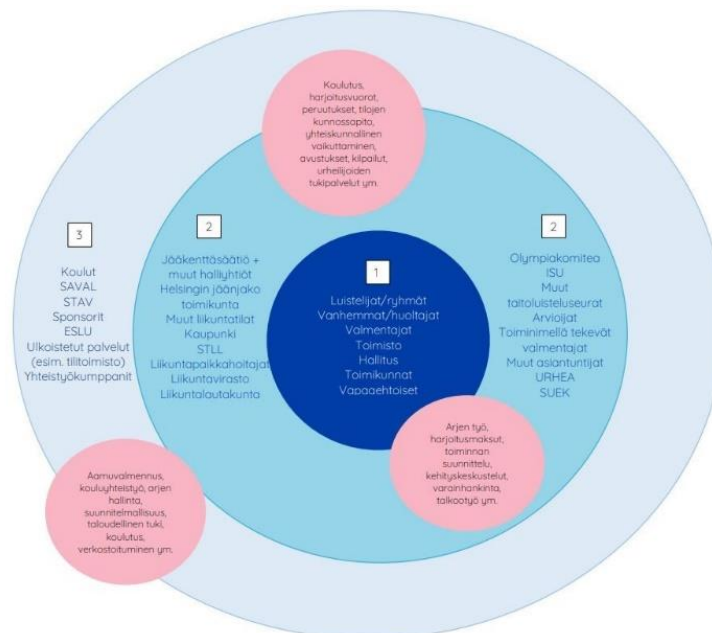 Koulutus,
harjoitusvuorot,
peruutukset, tilojen
kunnossapito,
yhteiskunnallinen
vaikuttaminen,
avustukset, kilpailut,
urheilijoiden
tukipalvelut ym.
3
Koulut
SAVAL
STAV
Sponsorit
ESLU
Ulkoistetut palvelut
(esim. tilitoimisto)
Yhteistyökumppanit
2
Jääkenttäsäätiö +
muut halliyhtiöt
Helsingin jäänjako
toimikunta
Muut liikuntatilat
Kaupunki
STLL
Liikuntapaikkahoitajat
Liikuntavirasto
Liikuntalautakunta
1
Luistelijat/ryhmät
Vanhemmat/huoltajat
Valmentajat
Toimisto
Hallitus
Toimikunnat
Vapaaehtoiset
2
Olympiakomitea
ISU
Muut
taitoluisteluseurat
Arvioijat
Toiminimellä tekevät
valmentajat
Muut asiantuntijat
URHEA
SUEK
Arjen työ,
harjoitusmaksut,
toiminnan
suunnittelu,
kehityskeskustelut,
varainhankinta,
talkootyö ym.
Aamuvalmennus,
kouluyhteistyö, arjen
hallinta,
suunnitelmallisuus,
taloudellinen tuki,
koulutus,
verkostoituminen ym.